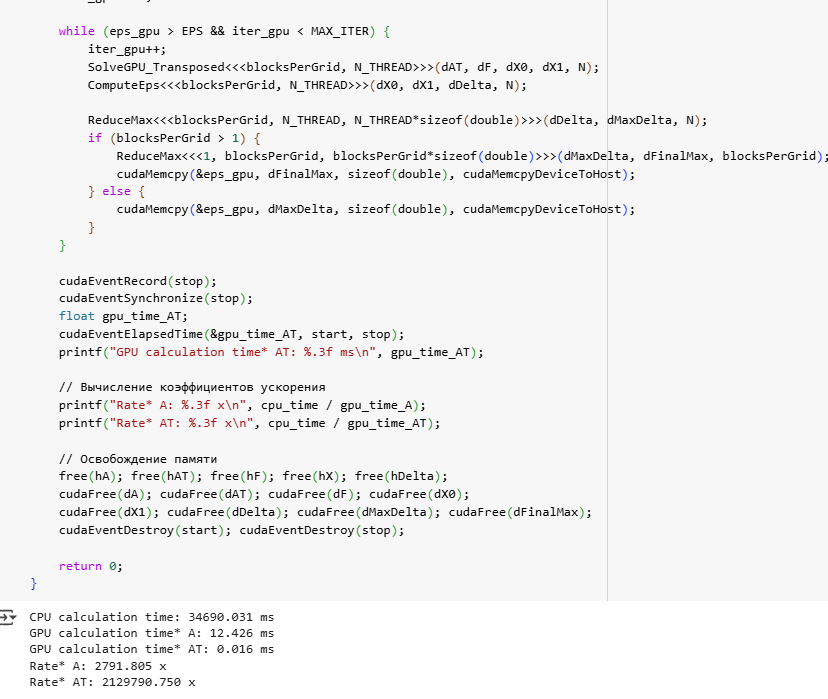 while (eps_gpu > EPS && iter_gpu < MAX_ITER) {
iter_gpu++;
SolveGPU_Transposed<<<blocksPerGrid, N_THREAD>>>(dAT, dF, dX0, dX1, N);
ComputeEps<<<blocksPerGrid, N_THREAD>>>(dX0, dX1, dDelta, N);
ReduceMax<<<blocksPerGrid, N_THREAD, N_THREAD*sizeof(double)>>>(dDelta, dMaxDelta, N);
if (blocksPerGrid > 1) {
ReduceMax<<<1, blocksPerGrid, blocksPerGrid*sizeof(double)>>>(dMaxDelta, dFinalMax, blocksPerGrid);
cudaMemcpy(&eps_gpu, dFinalMax, sizeof(double), cudaMemcpyDeviceToHost);
} else {
cudaMemcpy(&eps_gpu, dMaxDelta, sizeof(double), cudaMemcpyDeviceToHost);
}
}
cudaEventRecord(stop);
cudaEventSynchronize(stop);
float gpu_time_AT;
cudaEventElapsedTime(&gpu_time_AT, start, stop);
printf("GPU calculation time* AT: %.3f ms\n", gpu_time_AT);
// Вычисление коэффициентов ускорения
printf("Rate* A: %.3f x\n", cpu_time / gpu_time_A);
printf("Rate* AT: %.3f x\n", cpu_time / gpu_time_AT);
// Освобождение памяти
free(hA); free(hAT); free(hF); free(hX); free(hDelta);
cudaFree(dA); cudaFree(dAT); cudaFree(dF); cudaFree(dX0);
cudaFree(dX1); cudaFree(dDelta); cudaFree(dMaxDelta); cudaFree(dFinalMax);
cudaEventDestroy(start); cudaEventDestroy(stop);
return 0;
}
CPU calculation time: 34690.031 ms
GPU calculation time* A: 12.426 ms
GPU calculation time* AT: 0.016 ms
Rate* A: 2791.805 x
Rate* AT: 2129790.750 x